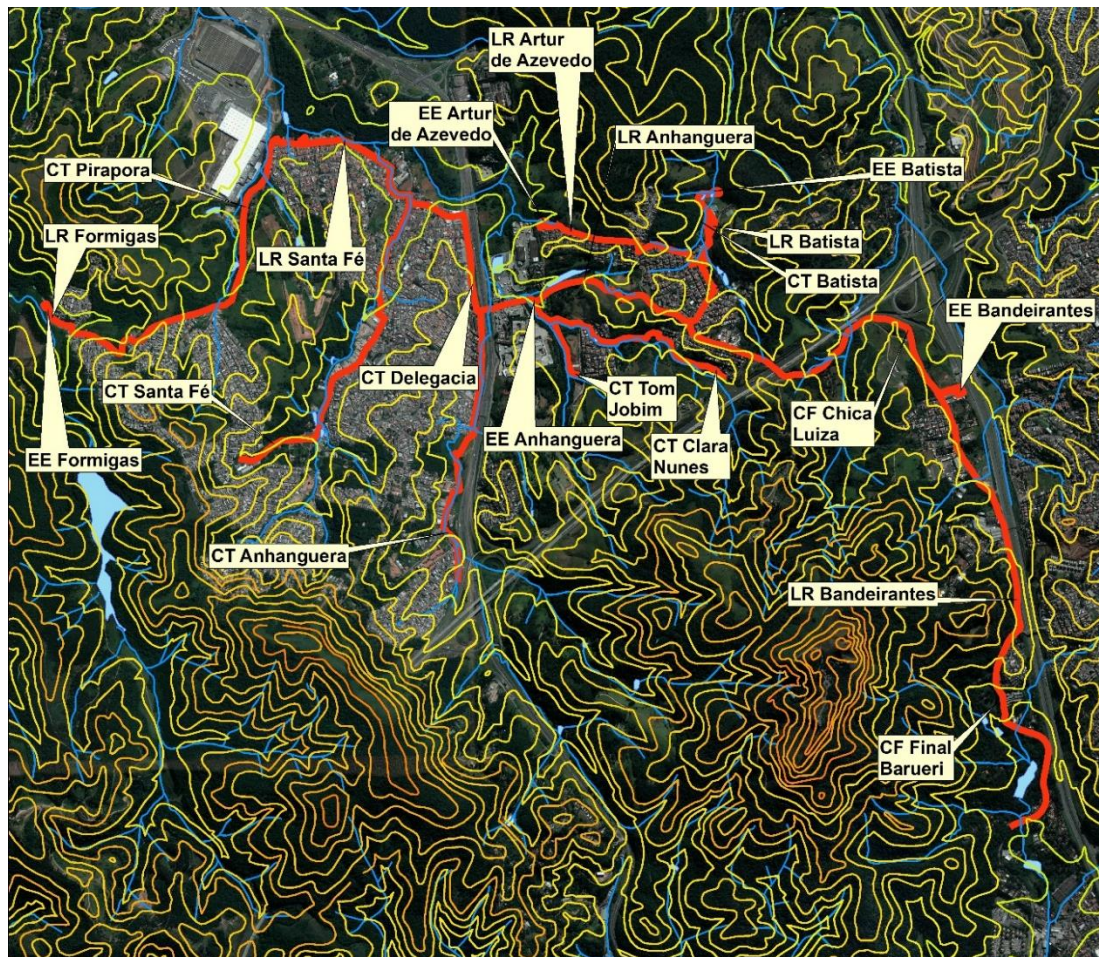 LR Artur
de Azevedo
EE Artur
de Azevedo
LR Anhanguera
CT Pirapora
EE Batista
LR Formigas
LR Santa Fé
LR Batista
CT Batista
EE Bandeirantes
CT Santa Fé
CT Delegacia
CT Tom
Jobim
CF Chica
Luiza
EE Formigas
EE Anhanguera
CT Clara
Nunes
CT Anhanguera
LR Bandeirantes
CF Final
Barueri